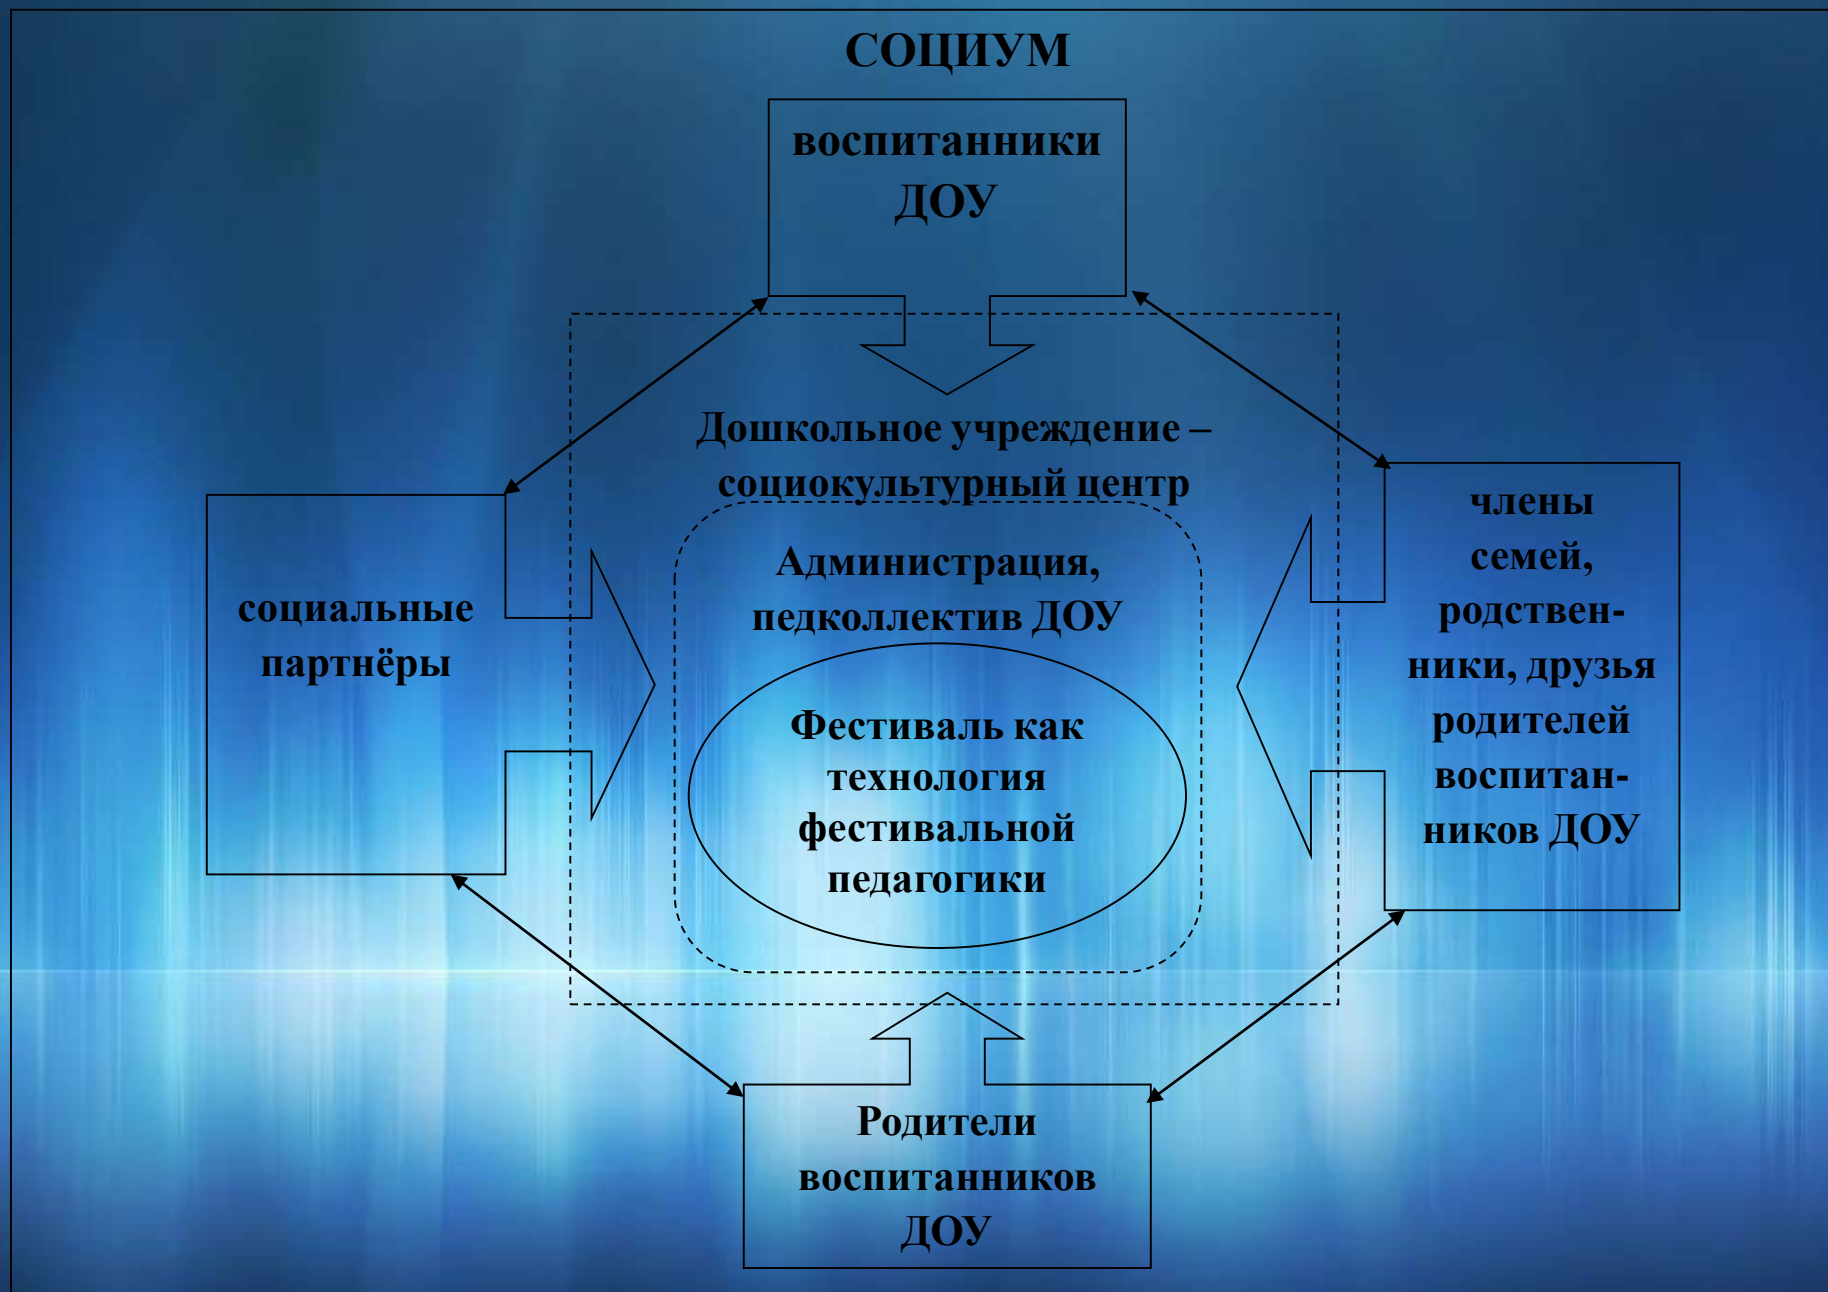 СОЦИУМ
воспитанники
ДОУ
Дошкольное учреждение –
социокультурный центр
Администрация,
педколлектив ДОУ
Фестиваль как
технология
фестивальной
педагогики
социальные
партнёры
члены
семей,
родствен-
ники, друзья
родителей
воспитан-
ников ДОУ
Родители
воспитанников
ДОУ